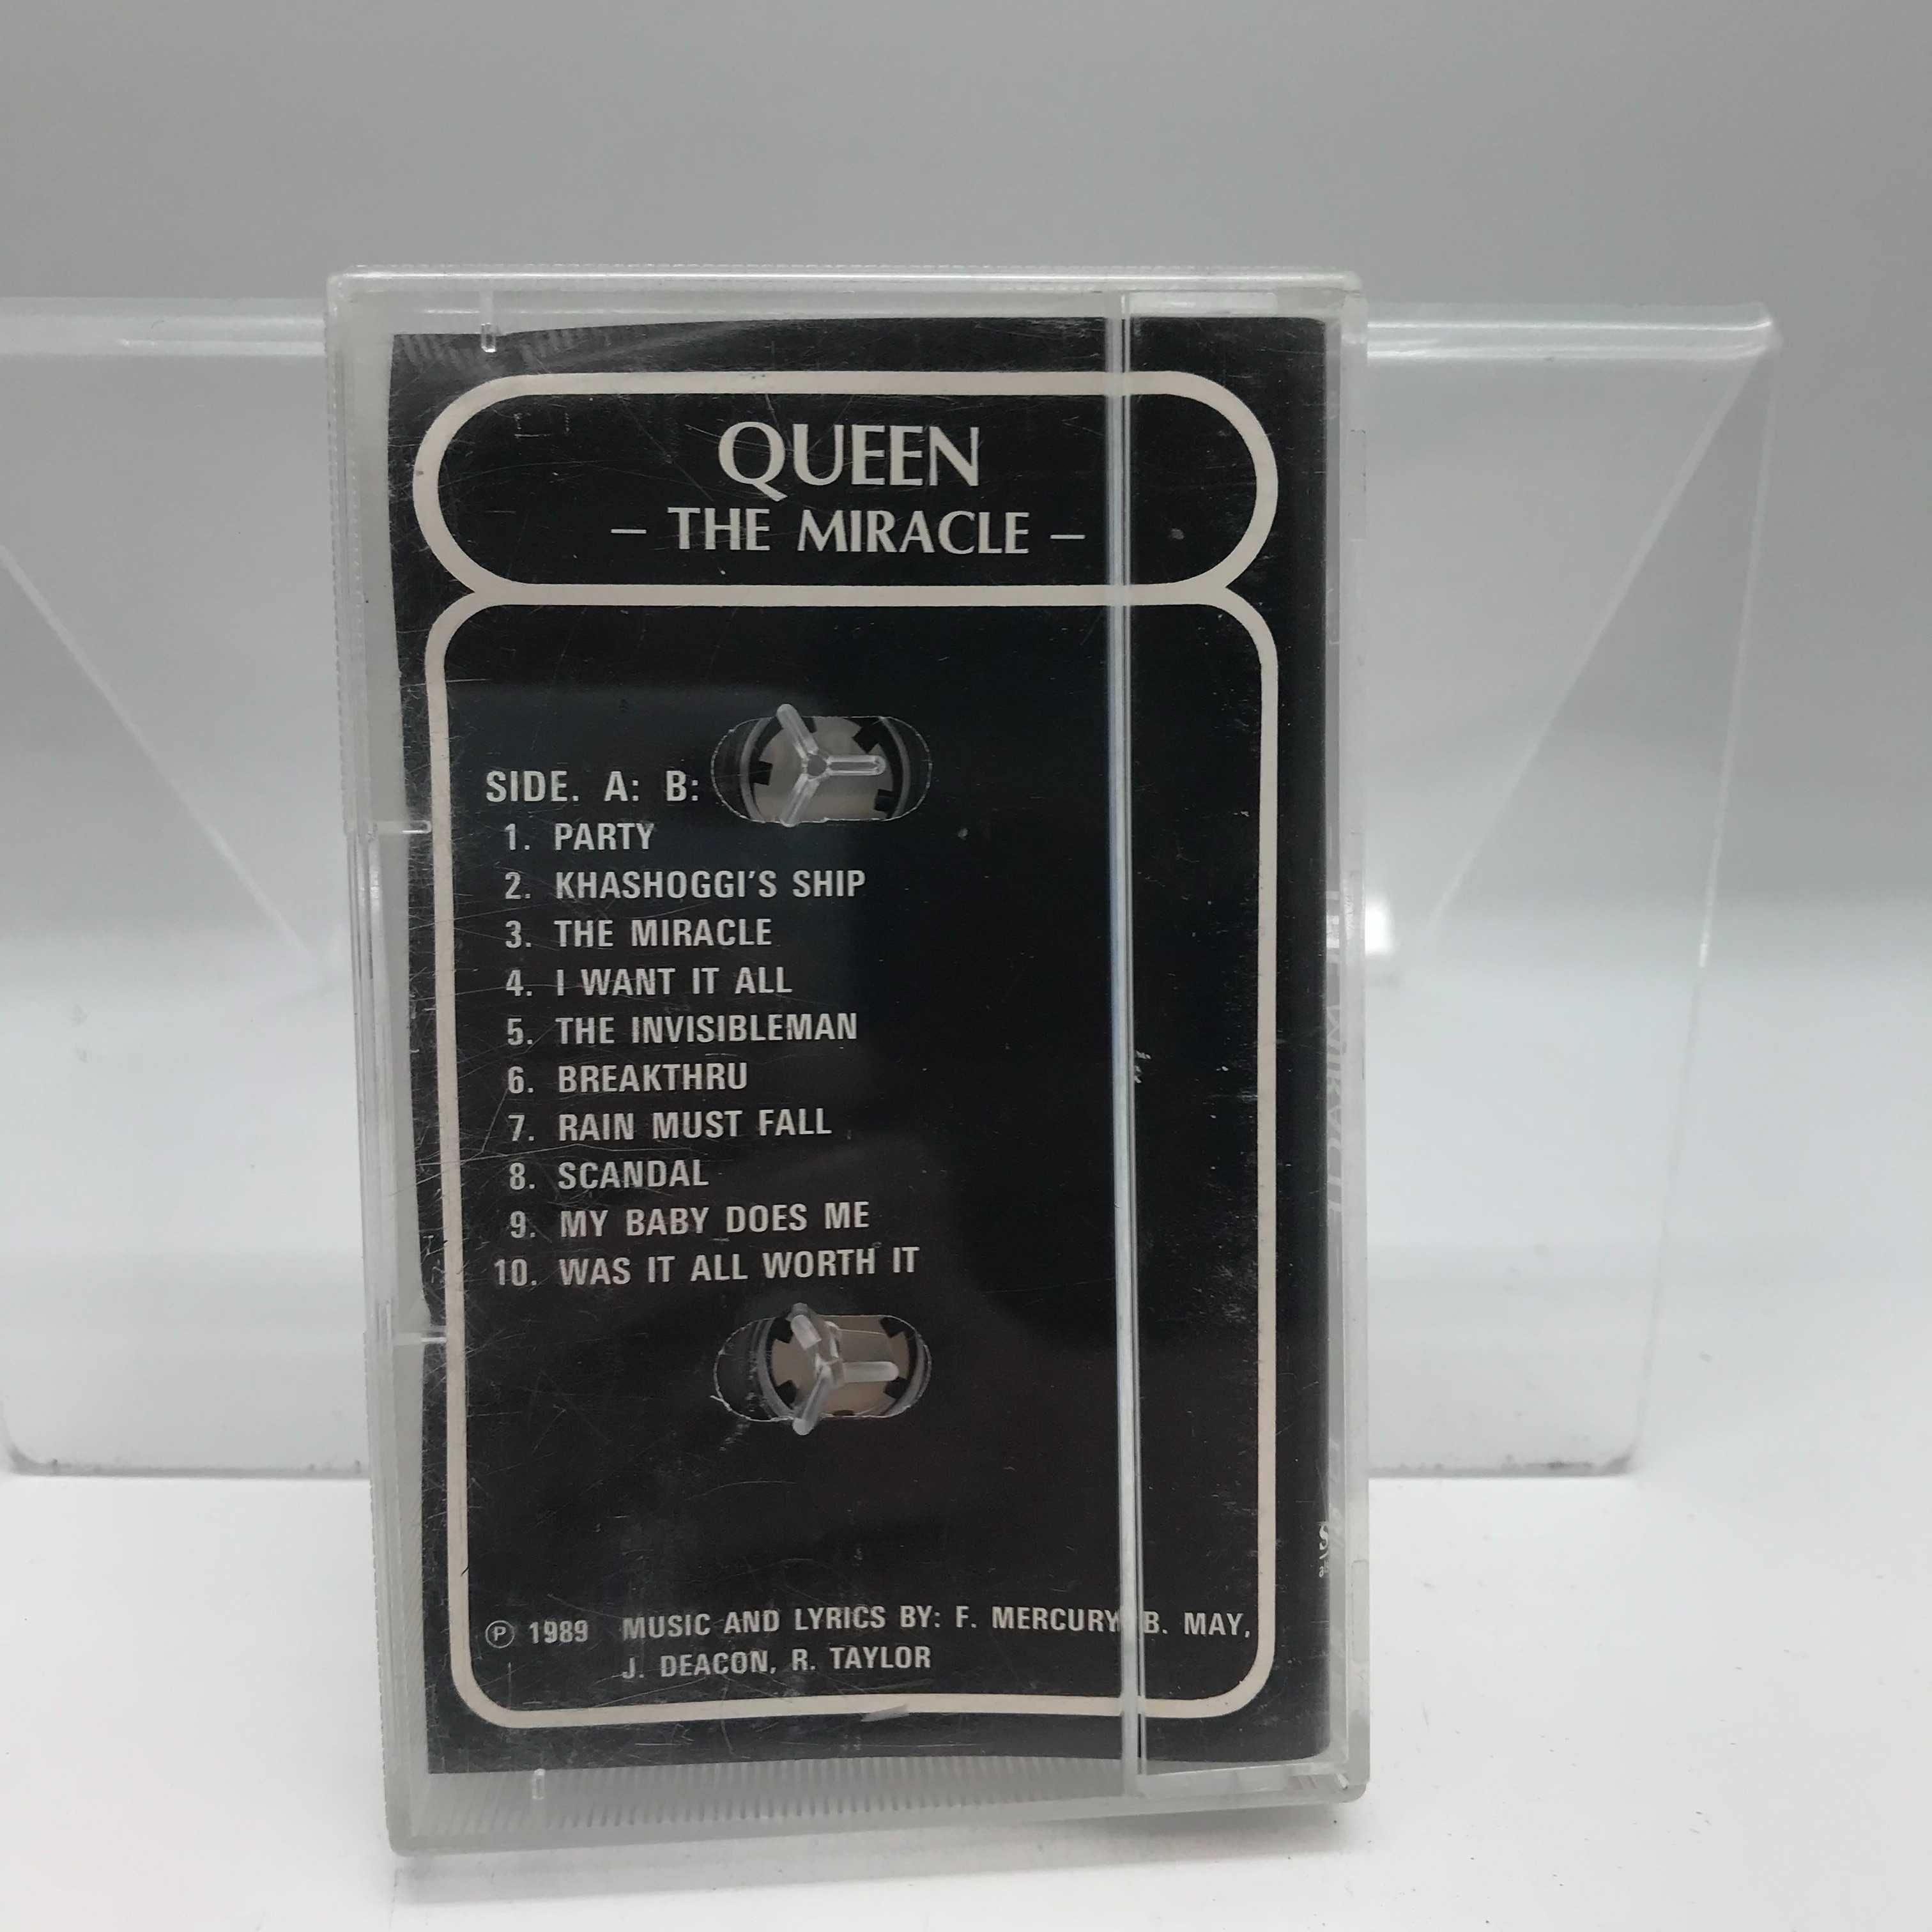 QUEEN
– THE MIRACLE –
SIDE. A: B:
1. PARTY
2. KHASHOGGI'S SHIP
3. THE MIRACLE
4. I WANT IT ALL
5. THE INVISIBLEMAN
6. BREAKTHRU
7. RAIN MUST FALL
8. SCANDAL
9. MY BABY DOES ME
10. WAS IT ALL WORTH IT
℗ 1989 MUSIC AND LYRICS BY: F. MERCURY, B. MAY,
J. DEACON, R. TAYLOR